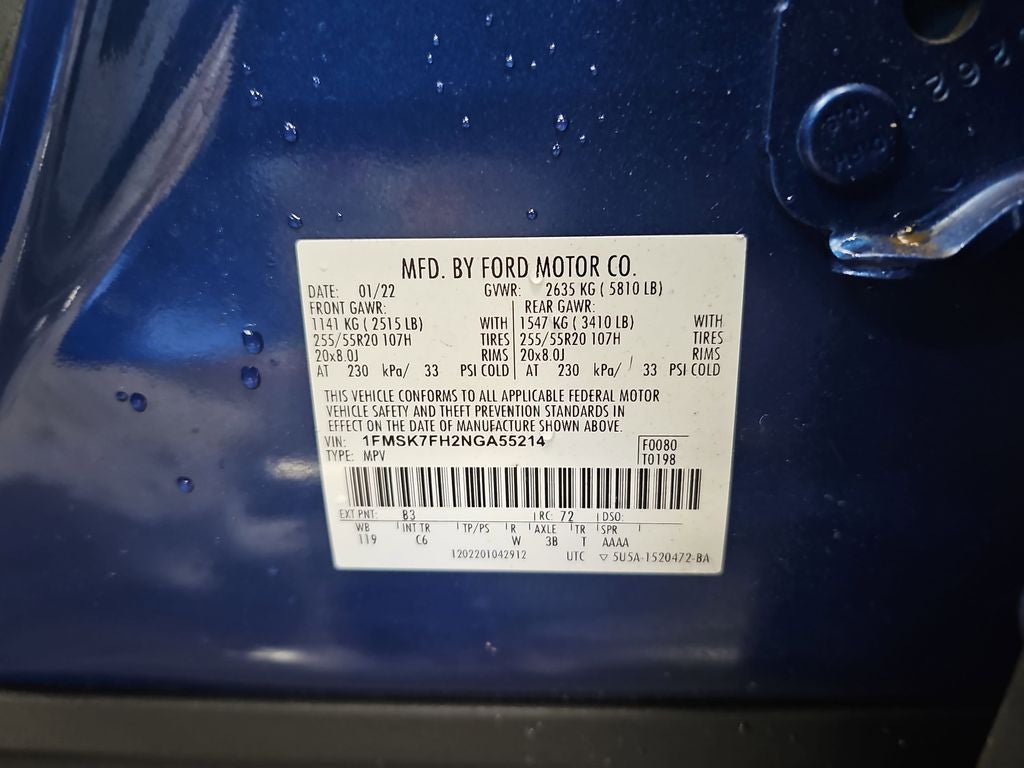 MFD. BY FORD MOTOR CO.
DATE: 01/22 GVWR: 2635 KG ( 5810 LB)
FRONT GAWR: REAR GAWR:
1141 KG ( 2515 LB) WITH 1547 KG ( 3410 LB) WITH
255/55R20 107H TIRES 255/55R20 107H TIRES
20x8.0J RIMS 20x8.0J RIMS
AT 230 kPa/ 33 PSI COLD AT 230 kPa/ 33 PSI COLD
THIS VEHICLE CONFORMS TO ALL APPLICABLE FEDERAL MOTOR
VEHICLE SAFETY AND THEFT PREVENTION STANDARDS IN
EFFECT ON THE DATE OF MANUFACTURE SHOWN ABOVE.
VIN: 1FMSK7FH2NGA55214 F0080
TYPE: MPV T0198
EXT PNT: B3 RC: 72 DSO:
WB INT TR TP/PS R AXLE TR SPR
119 C6 W 3B T AAAA
1202201042912 UTC ▽ 5U5A-1520472-BA